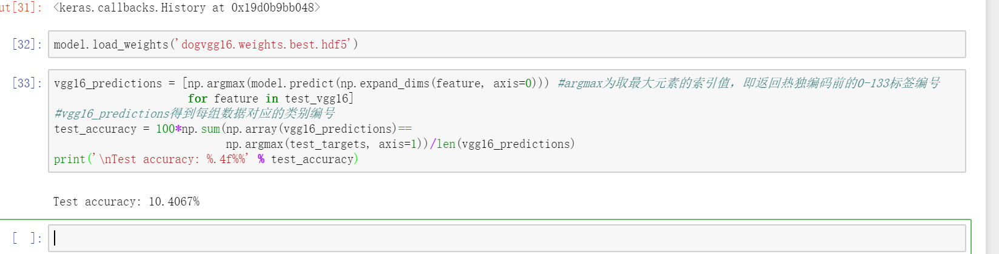 ut[31]: <keras.callbacks.History at 0x19d0b9bb048>
[32]: model.load_weights('dogvgg16.weights.best.hdf5')
[33]: vgg16_predictions = [np.argmax(model.predict(np.expand_dims(feature, axis=0))) #argmax为取最大元素的索引值，即返回热独编码前的0-133标签编号
for feature in test_vgg16]
#vgg16_predictions得到每组数据对应的类别编号
test_accuracy = 100*np.sum(np.array(vgg16_predictions)==
np.argmax(test_targets, axis=1))/len(vgg16_predictions)
print('\nTest accuracy: %.4f%%' % test_accuracy)
Test accuracy: 10.4067%
[ ]: